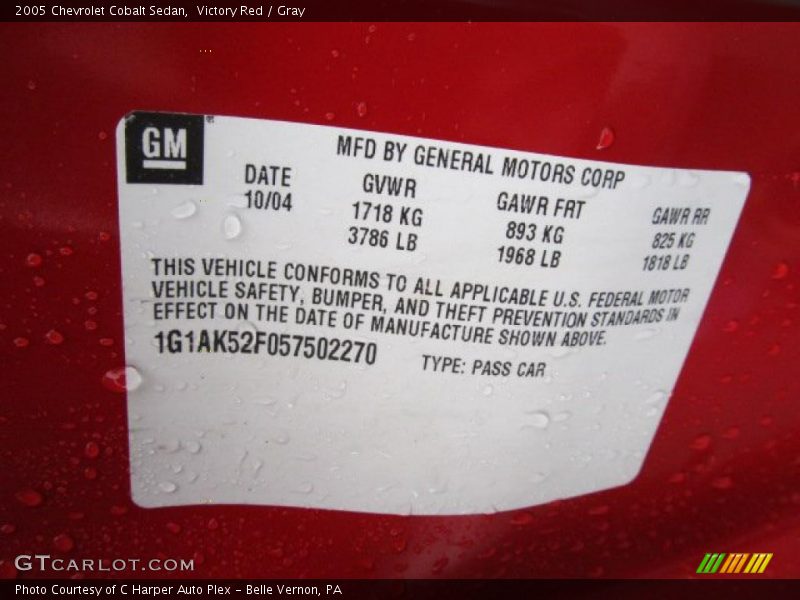 2005 Chevrolet Cobalt Sedan, Victory Red / Gray
GM
MFD BY GENERAL MOTORS CORP
DATE GVWR GAWR FRT GAWR RR
10/04 1718 KG 893 KG 825 KG
3786 LB 1968 LB 1818 LB
THIS VEHICLE CONFORMS TO ALL APPLICABLE U.S. FEDERAL MOTOR
VEHICLE SAFETY, BUMPER, AND THEFT PREVENTION STANDARDS IN
EFFECT ON THE DATE OF MANUFACTURE SHOWN ABOVE.
1G1AK52F057502270 TYPE: PASS CAR
GTCARLOT.COM
Photo Courtesy of C Harper Auto Plex - Belle Vernon, PA